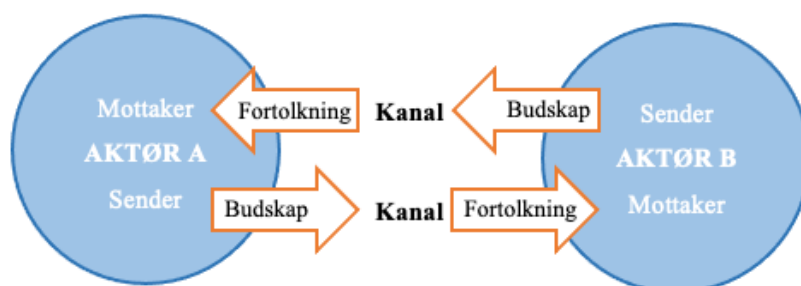 Mottaker
Fortolkning
Kanal
Budskap
Sender
AKTØR A
AKTØR B
Sender
Budskap
Kanal
Fortolkning
Mottaker